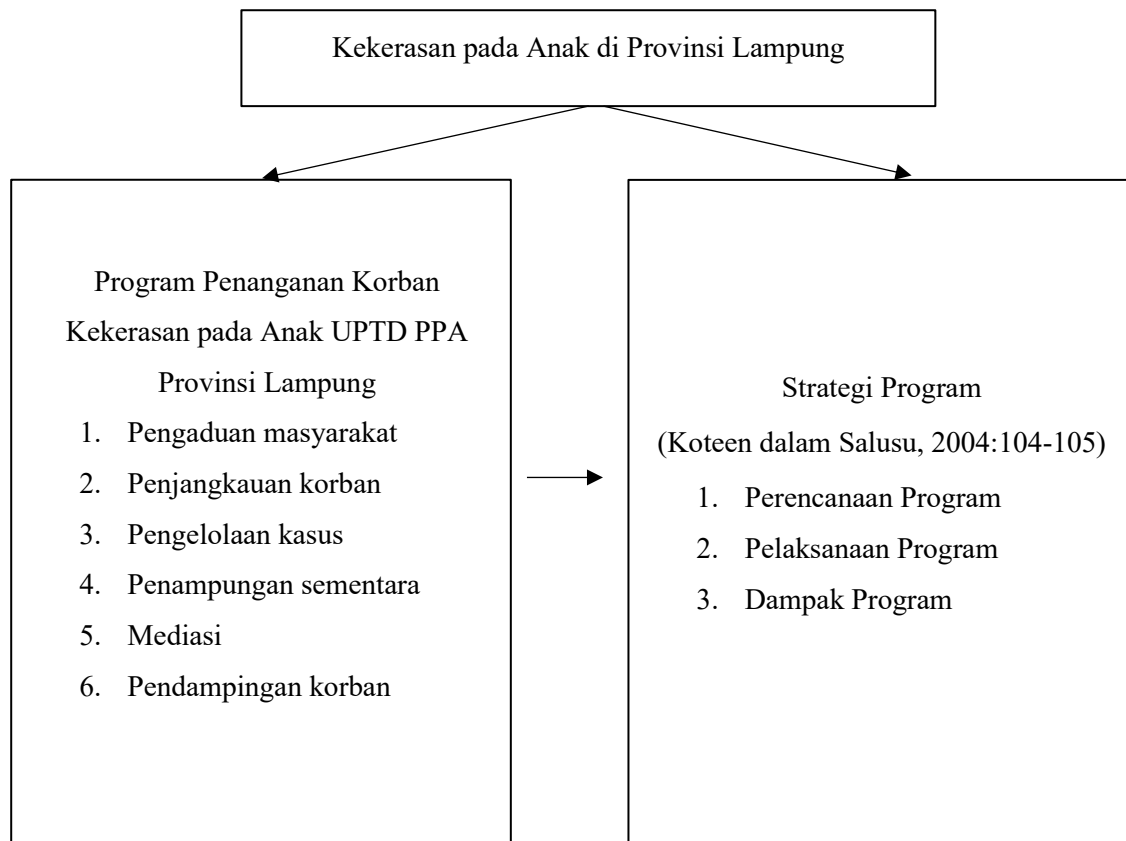 Kekerasan pada Anak di Provinsi Lampung
Program Penanganan Korban
Kekerasan pada Anak UPTD PPA
Provinsi Lampung
1. Pengaduan masyarakat
2. Penjangkauan korban
3. Pengelolaan kasus
4. Penampungan sementara
5. Mediasi
6. Pendampingan korban
Strategi Program
(Koteen dalam Salusu, 2004:104-105)
1. Perencanaan Program
2. Pelaksanaan Program
3. Dampak Program